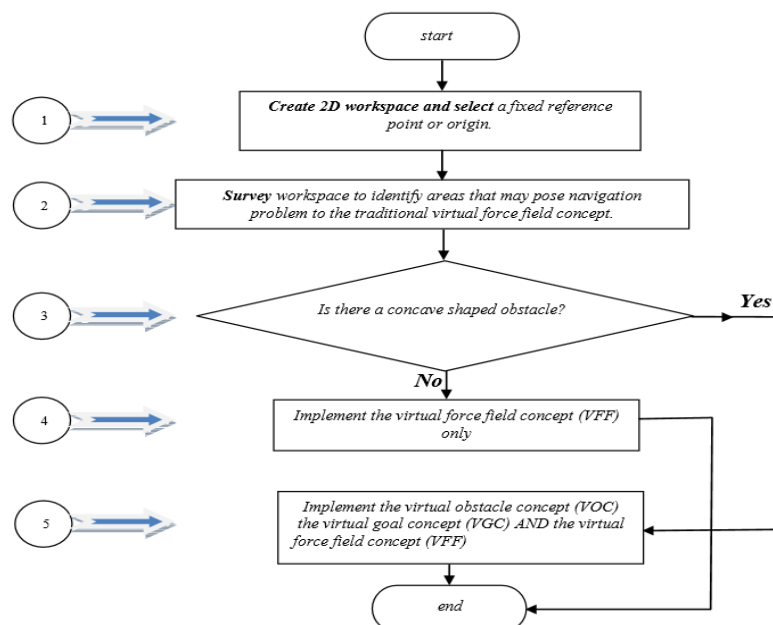 start
1
Create 2D workspace and select a fixed reference
point or origin.
2
Survey workspace to identify areas that may pose navigation
problem to the traditional virtual force field concept.
3
Is there a concave shaped obstacle?
Yes
No
4
Implement the virtual force field concept (VFF)
only
5
Implement the virtual obstacle concept (VOC)
the virtual goal concept (VGC) AND the virtual
force field concept (VFF)
end